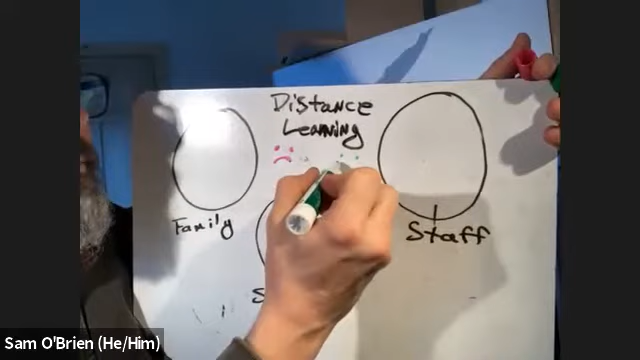 Distance
Learning
Family
Staff
S
Sam O'Brien (He/Him)